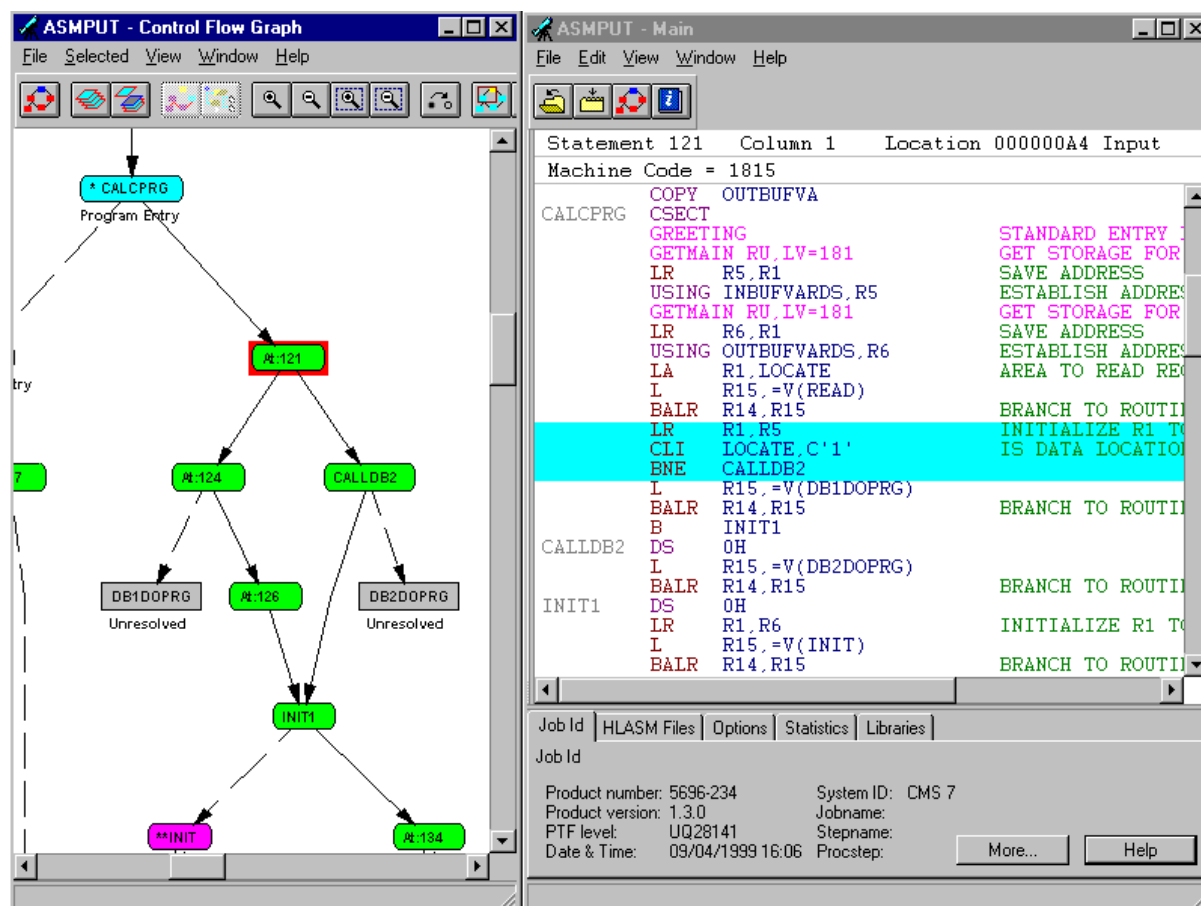 ASMPUT - Control Flow Graph
File Selected View Window Help
* CALCPRG
Program Entry
At:121
try
7
At:124
CALLDB2
DB1DOPRG
Unresolved
At:126
DB2DOPRG
Unresolved
INIT1
**INIT
At:134
ASMPUT - Main
File Edit View Window Help
Statement 121 Column 1 Location 000000A4 Input
Machine Code = 1815
COPY OUTBUFVA
CALCPRG CSECT
GREETING STANDARD ENTRY
GETMAIN RU,LV=181 GET STORAGE FOR
LR R5,R1 SAVE ADDRESS
USING INBUFVARDS,R5 ESTABLISH ADDRE
GETMAIN RU,LV=181 GET STORAGE FOR
LR R6,R1 SAVE ADDRESS
USING OUTBUFVARDS,R6 ESTABLISH ADDRE
LA R1,LOCATE AREA TO READ RE
L R15,=V(READ)
BALR R14,R15 BRANCH TO ROUTI
LR R1,R5 INITIALIZE R1 T
CLI LOCATE,C'1' IS DATA LOCATIO
BNE CALLDB2
L R15,=V(DB1DOPRG)
BALR R14,R15 BRANCH TO ROUTI
B INIT1
CALLDB2 DS 0H
L R15,=V(DB2DOPRG)
BALR R14,R15 BRANCH TO ROUTI
INIT1 DS 0H
LR R1,R6 INITIALIZE R1 T
L R15,=V(INIT)
BALR R14,R15 BRANCH TO ROUTI
Job Id HLASM Files Options Statistics Libraries
Job Id
Product number: 5696-234 System ID: CMS 7
Product version: 1.3.0 Jobname:
PTF level: UQ28141 Stepname:
Date & Time: 09/04/1999 16:06 Procstep:
More... Help